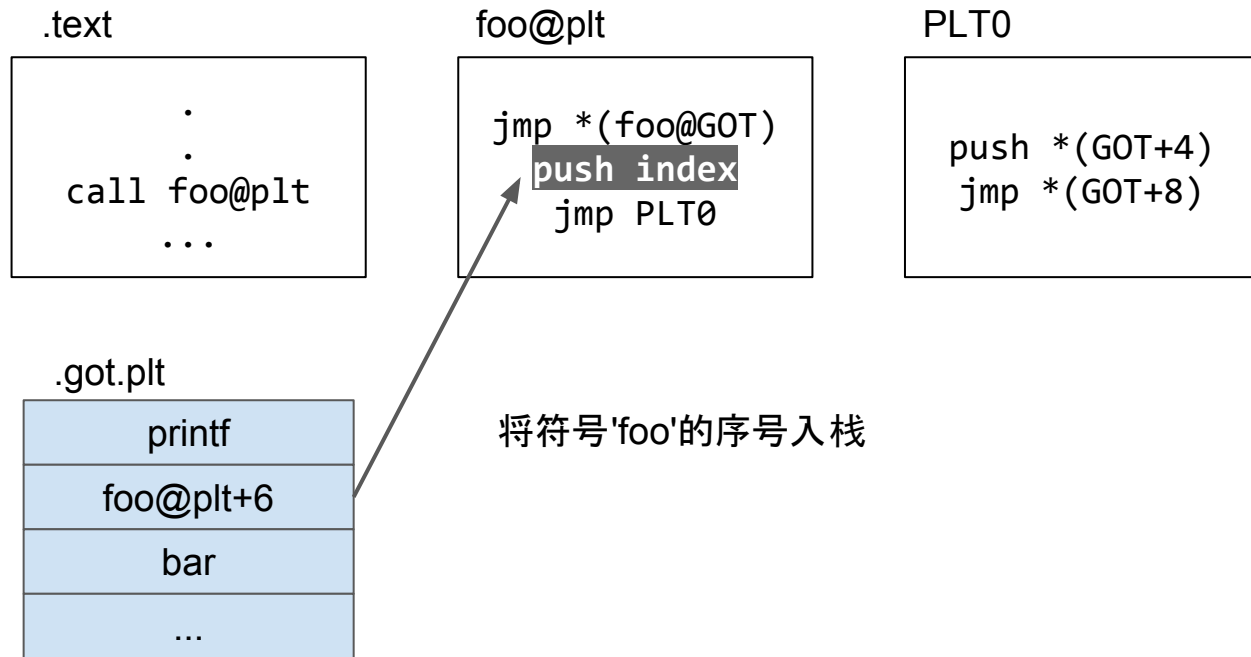 .text
.
.
call foo@plt
...
foo@plt
jmp *(foo@GOT)
push index
jmp PLT0
PLT0
push *(GOT+4)
jmp *(GOT+8)
.got.plt
printf
foo@plt+6
bar
...
将符号'foo'的序号入栈